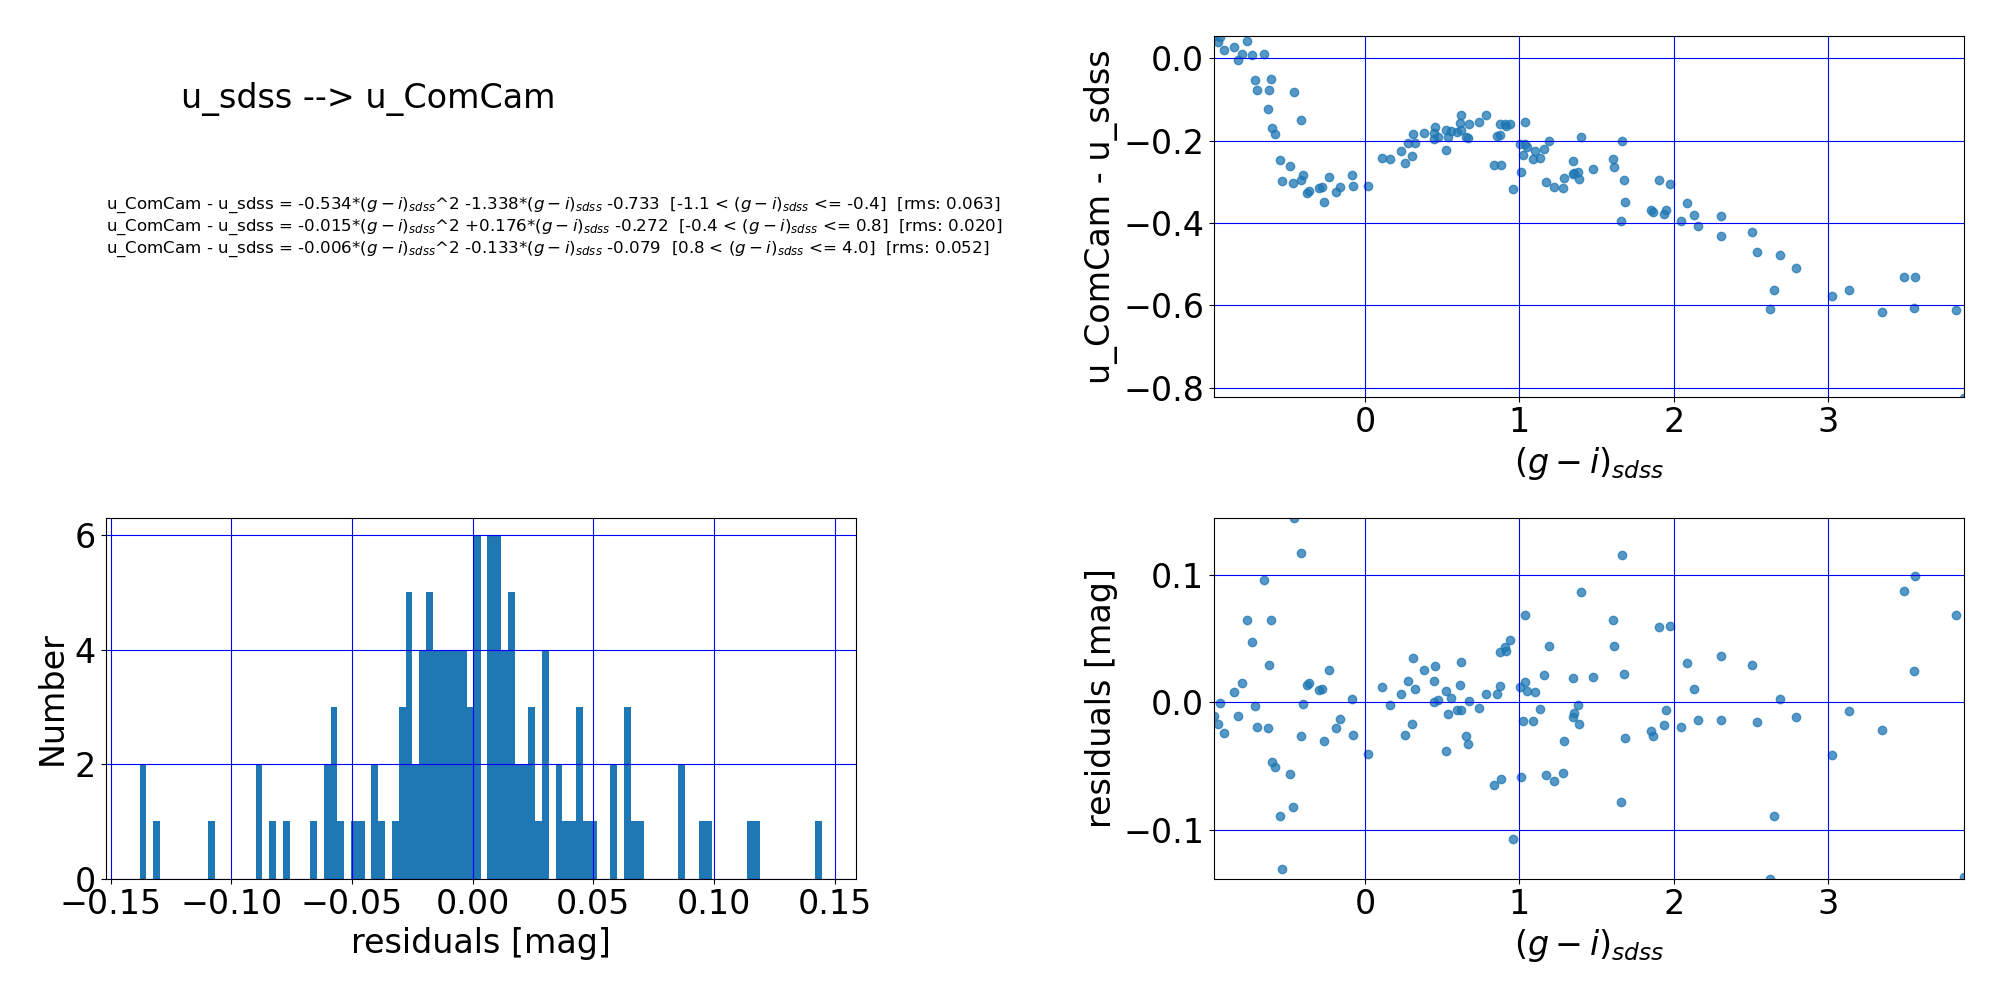 u_sdss --> u_ComCam
u_ComCam - u_sdss = -0.534*(g − i)sdss^2 -1.338*(g − i)sdss -0.733 [-1.1 < (g − i)sdss <= -0.4] [rms: 0.063]
u_ComCam - u_sdss = -0.015*(g − i)sdss^2 +0.176*(g − i)sdss -0.272 [-0.4 < (g − i)sdss <= 0.8] [rms: 0.020]
u_ComCam - u_sdss = -0.006*(g − i)sdss^2 -0.133*(g − i)sdss -0.079 [0.8 < (g − i)sdss <= 4.0] [rms: 0.052]
u_ComCam - u_sdss
0.0
−0.2
−0.4
−0.6
−0.8
0 1 2 3
(g − i)sdss
Number
6
4
2
0
−0.15 −0.10 −0.05 0.00 0.05 0.10 0.15
residuals [mag]
residuals [mag]
0.1
0.0
−0.1
0 1 2 3
(g − i)sdss